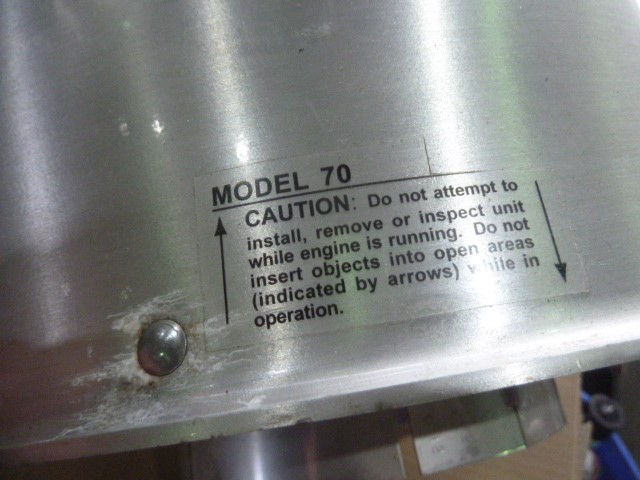 MODEL 70
CAUTION: Do not attempt to
install, remove or inspect unit
while engine is running. Do not
insert objects into open areas
(indicated by arrows) while in
operation.